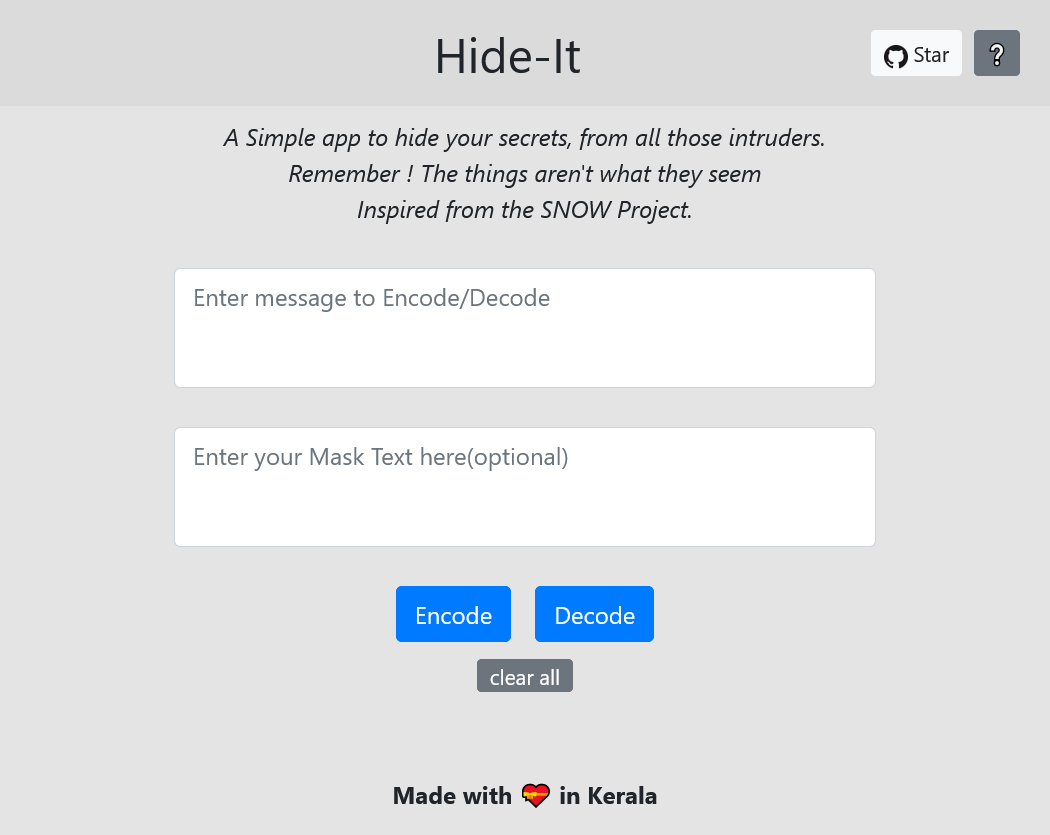 Hide-It
Star
?
A Simple app to hide your secrets, from all those intruders.
Remember ! The things aren't what they seem
Inspired from the SNOW Project.
Enter message to Encode/Decode
Enter your Mask Text here(optional)
Encode
Decode
clear all
Made with 💝 in Kerala